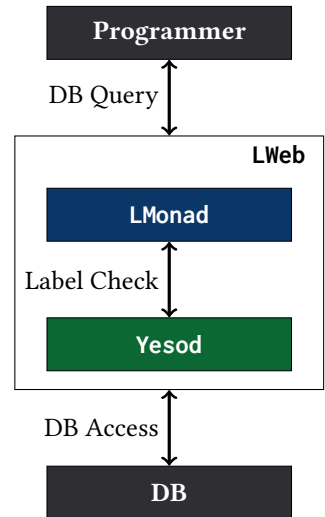 Programmer
DB Query
LWeb
LMonad
Label Check
Yesod
DB Access
DB